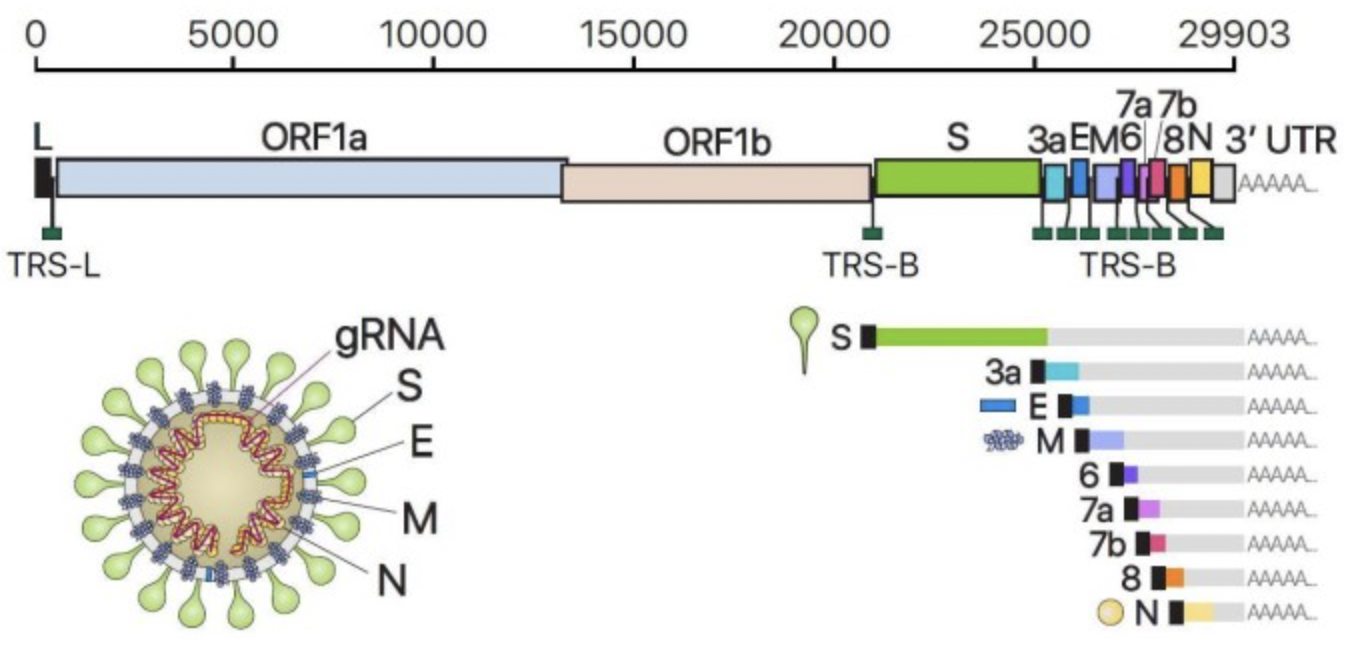 0 5000 10000 15000 20000 25000 29903
7a 7b
L ORF1a ORF1b S 3a E M 6 8 N 3′ UTR
AAAAA...
TRS-L TRS-B TRS-B
gRNA
S
E
M
N
S AAAAA...
3a AAAAA...
E AAAAA...
M AAAAA...
6 AAAAA...
7a AAAAA...
7b AAAAA...
8 AAAAA...
N AAAAA...